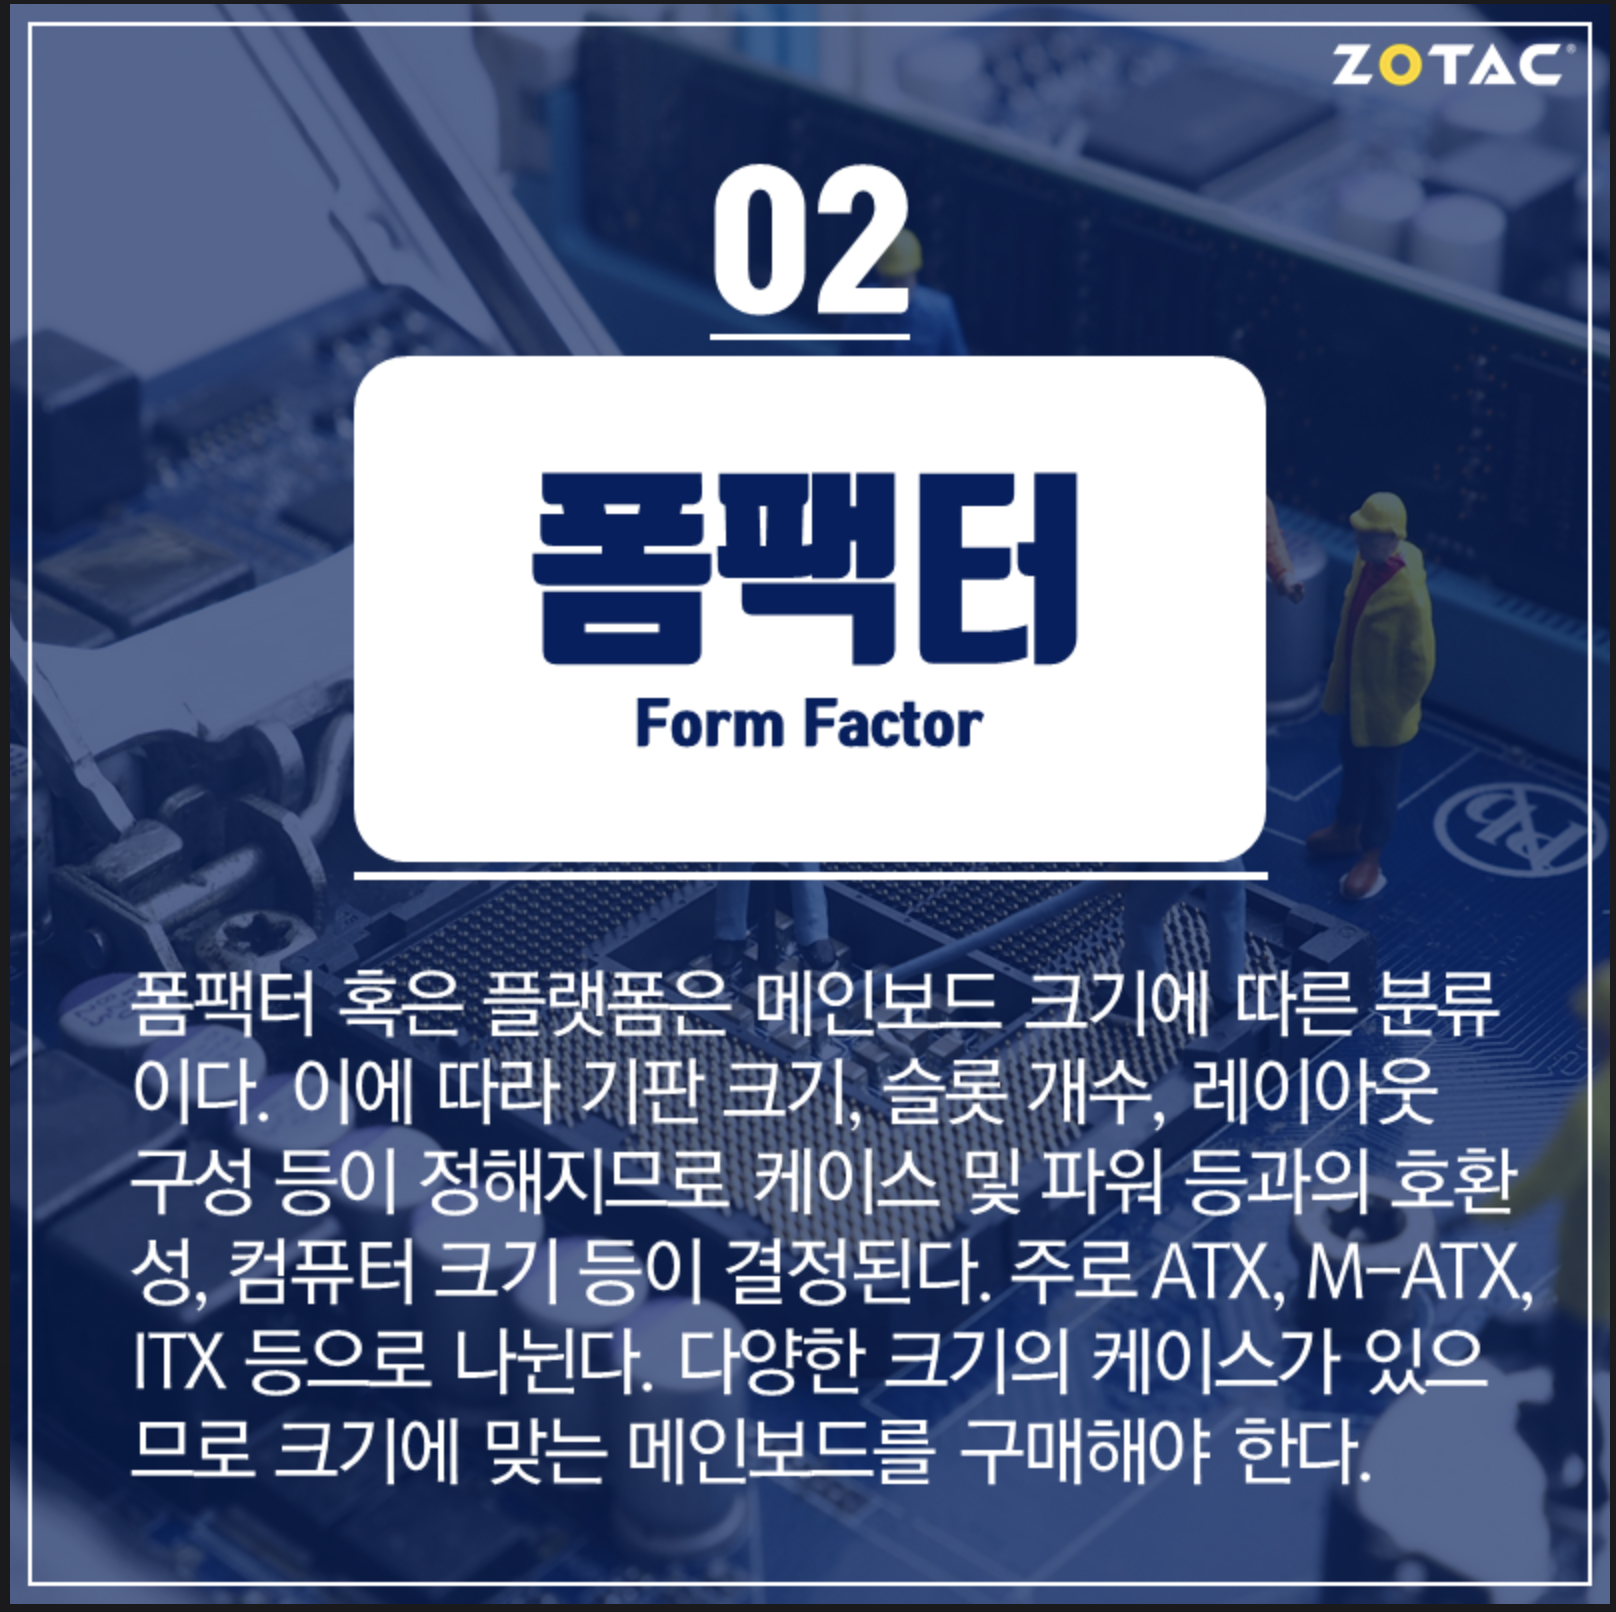 ZOTAC®
02
폼팩터
Form Factor
폼팩터 혹은 플랫폼은 메인보드 크기에 따른 분류
이다. 이에 따라 기판 크기, 슬롯 개수, 레이아웃
구성 등이 정해지므로 케이스 및 파워 등과의 호환
성, 컴퓨터 크기 등이 결정된다. 주로 ATX, M-ATX,
ITX 등으로 나뉜다. 다양한 크기의 케이스가 있으
므로 크기에 맞는 메인보드를 구매해야 한다.
Pb